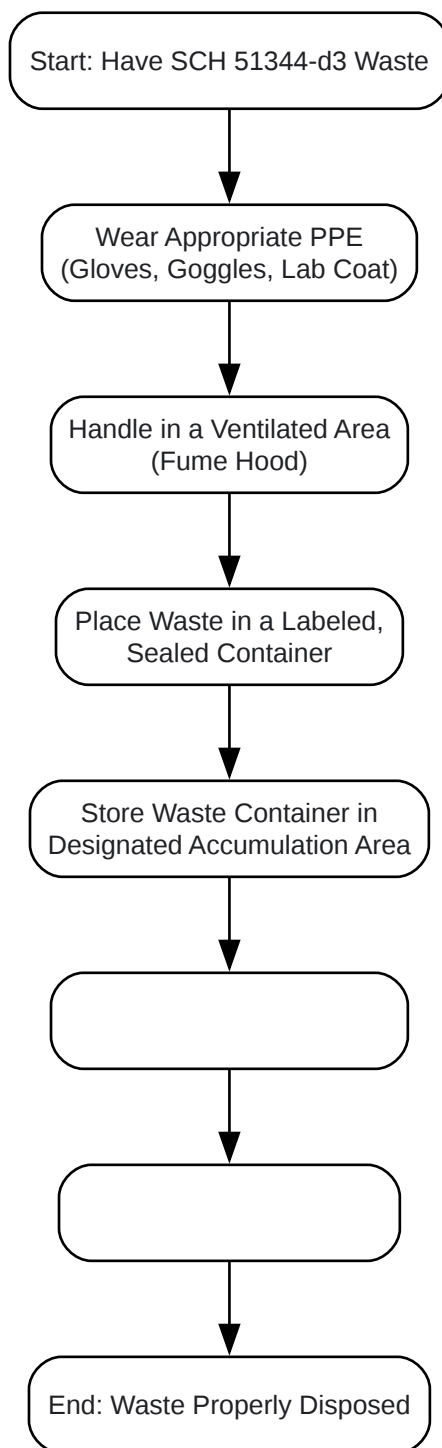 Start: Have SCH 51344-d3 Waste
Wear Appropriate PPE
(Gloves, Goggles, Lab Coat)
Handle in a Ventilated Area
(Fume Hood)
Place Waste in a Labeled,
Sealed Container
Store Waste Container in
Designated Accumulation Area
End: Waste Properly Disposed